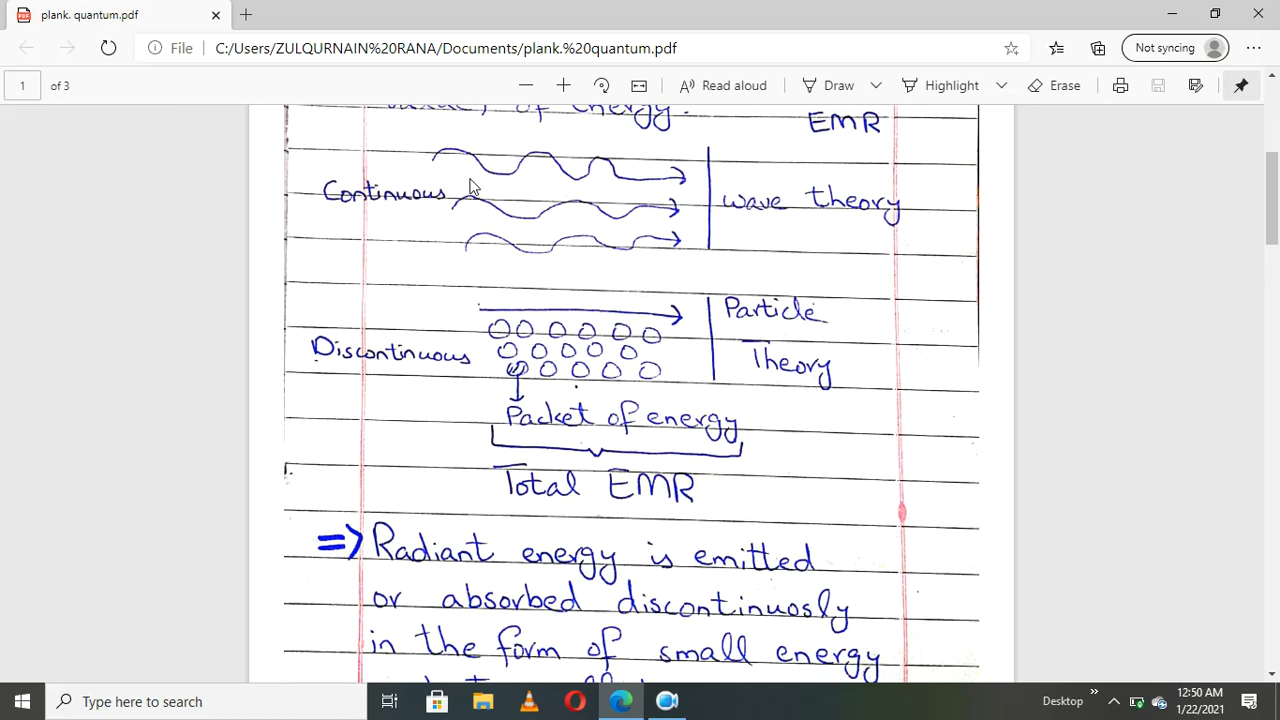 plank. quantum.pdf
File C:/Users/ZULQURNAIN%20RANA/Documents/plank.%20quantum.pdf
Not syncing
1 of 3
Read aloud
Draw
Highlight
Erase
of energy.
EMR
Continuous
wave theory
Particle
Theory
Discontinuous
Packet of energy
Total EMR
=> Radiant energy is emitted
or absorbed discontinuosly
in the form of small energy
Type here to search
Desktop
12:50 AM
1/22/2021